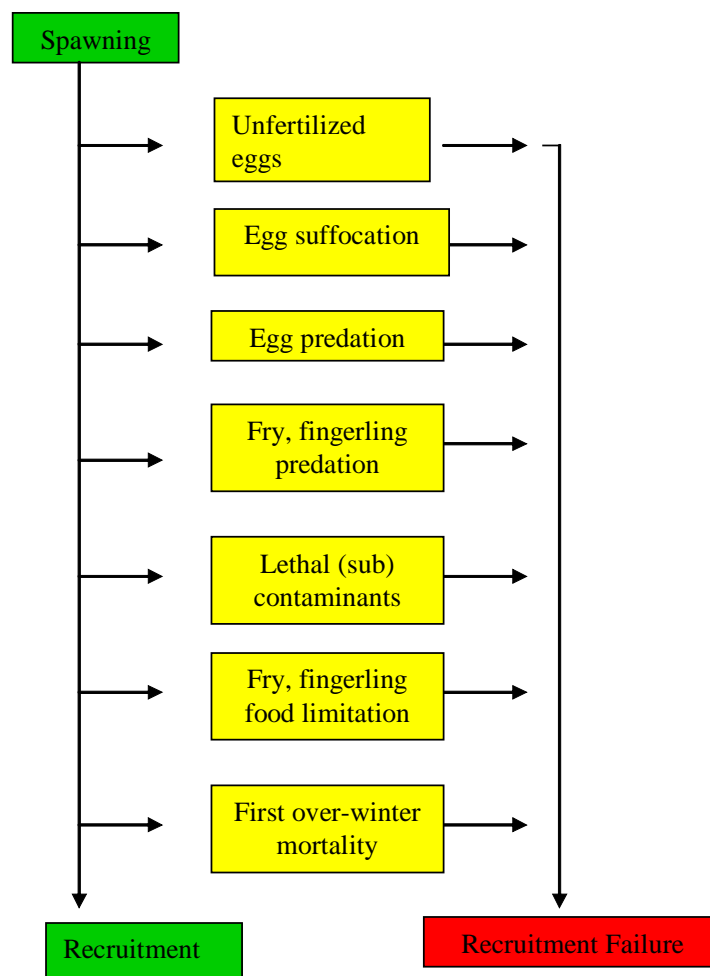 Spawning
Unfertilized
eggs
Egg suffocation
Egg predation
Fry, fingerling
predation
Lethal (sub)
contaminants
Fry, fingerling
food limitation
First over-winter
mortality
Recruitment
Recruitment Failure